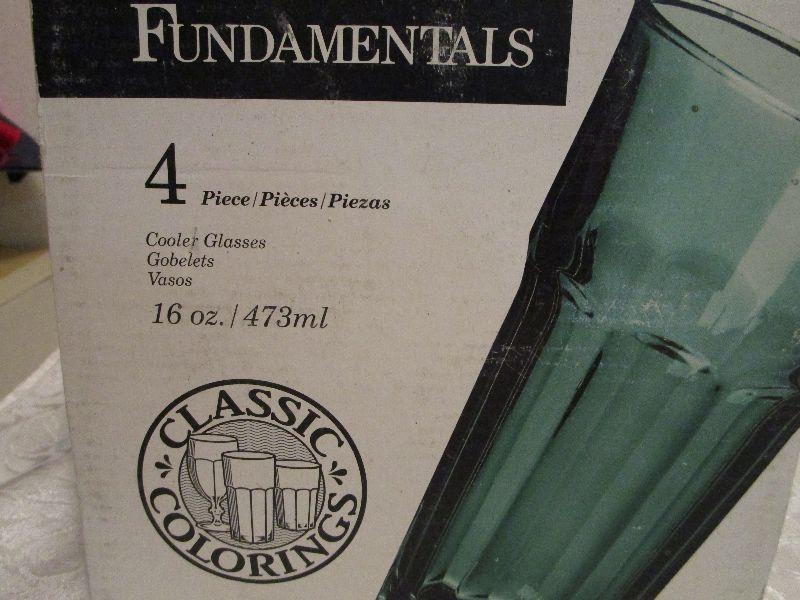 FUNDAMENTALS
4 Piece/Pièces/Piezas
Cooler Glasses
Gobelets
Vasos
16 oz. / 473ml
CLASSIC
COLORINGS